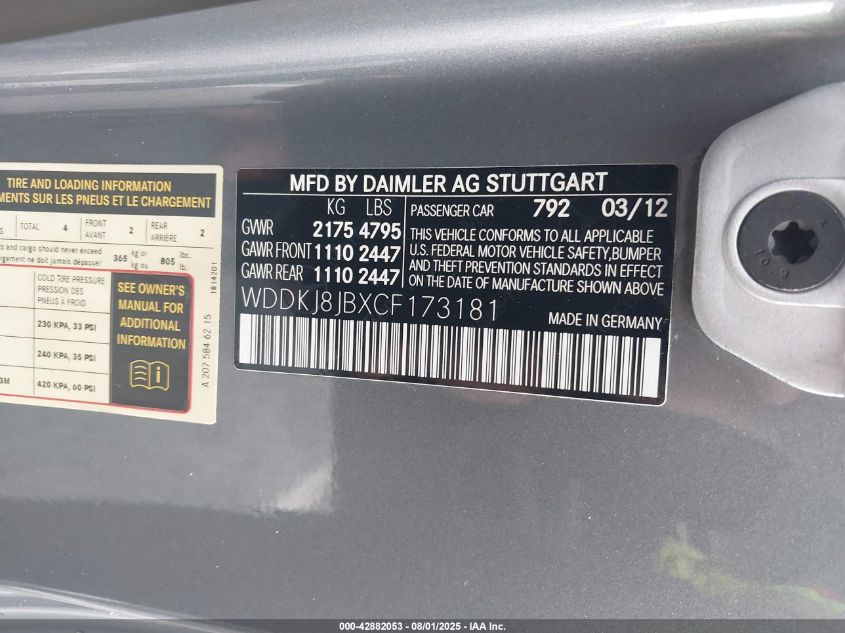 TIRE AND LOADING INFORMATION
MENTS SUR LES PNEUS ET LE CHARGEMENT
TOTAL 4 FRONT 2 REAR 2
AVANT ARRIÈRE
and cargo should never exceed 365 kg or 805 lbs.
ne doit jamais dépasser kg ou lb.
COLD TIRE PRESSURE
PRESSION DES
PNEUS À FROID
230 KPA, 33 PSI
240 KPA, 35 PSI
420 KPA, 60 PSI
SEE OWNER'S
MANUAL FOR
ADDITIONAL
INFORMATION
1814201
A 207 584 62 15
MFD BY DAIMLER AG STUTTGART
KG LBS
GVWR 2175 4795
GAWR FRONT 1110 2447
GAWR REAR 1110 2447
PASSENGER CAR 792 03/12
THIS VEHICLE CONFORMS TO ALL APPLICABLE
U.S. FEDERAL MOTOR VEHICLE SAFETY,BUMPER
AND THEFT PREVENTION STANDARDS IN EFFECT
ON THE DATE OF MANUFACTURE SHOWN ABOVE
WDDKJ8JBXCF173181
MADE IN GERMANY
000-42882053 - 08/01/2025 - IAA Inc.